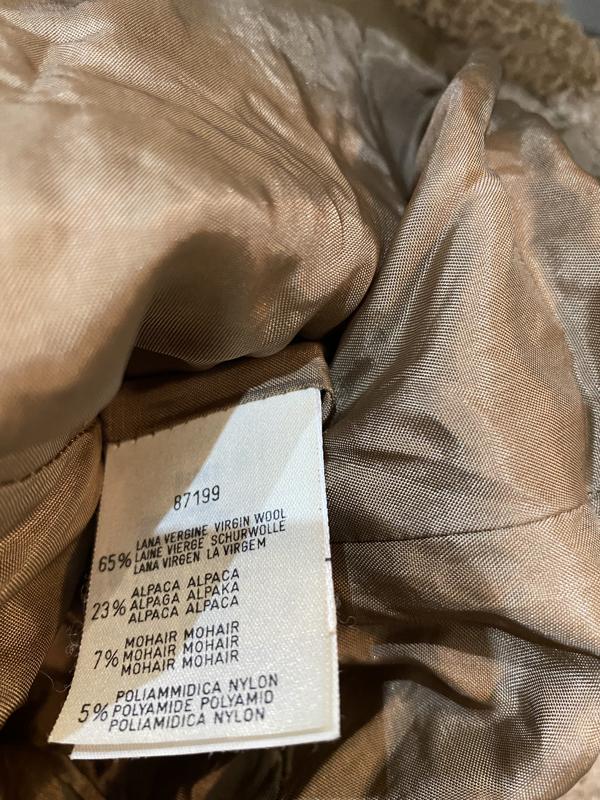 87199
65% LANA VERGINE VIRGIN WOOL
LAINE VIERGE SCHURWOLLE
LANA VIRGEN LA VIRGEM
23% ALPACA ALPACA
ALPAGA ALPAKA
ALPACA ALPACA
7% MOHAIR MOHAIR
MOHAIR MOHAIR
MOHAIR MOHAIR
5% POLIAMMIDICA NYLON
POLYAMIDE POLYAMID
POLIAMIDICA NYLON